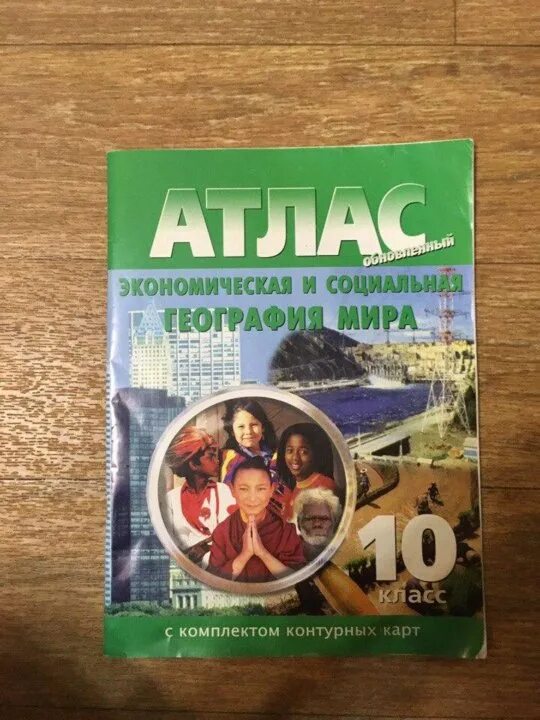 АТЛАС
обновленный
ЭКОНОМИЧЕСКАЯ И СОЦИАЛЬНАЯ
ГЕОГРАФИЯ МИРА
10
класс
с комплектом контурных карт